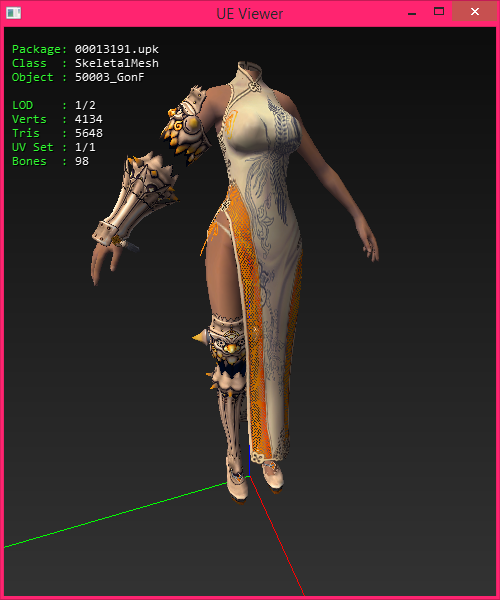 UE Viewer
Package: 00013191.upk
Class  : SkeletalMesh
Object : 50003_GonF
LOD    : 1/2
Verts  : 4134
Tris   : 5648
UV Set : 1/1
Bones  : 98